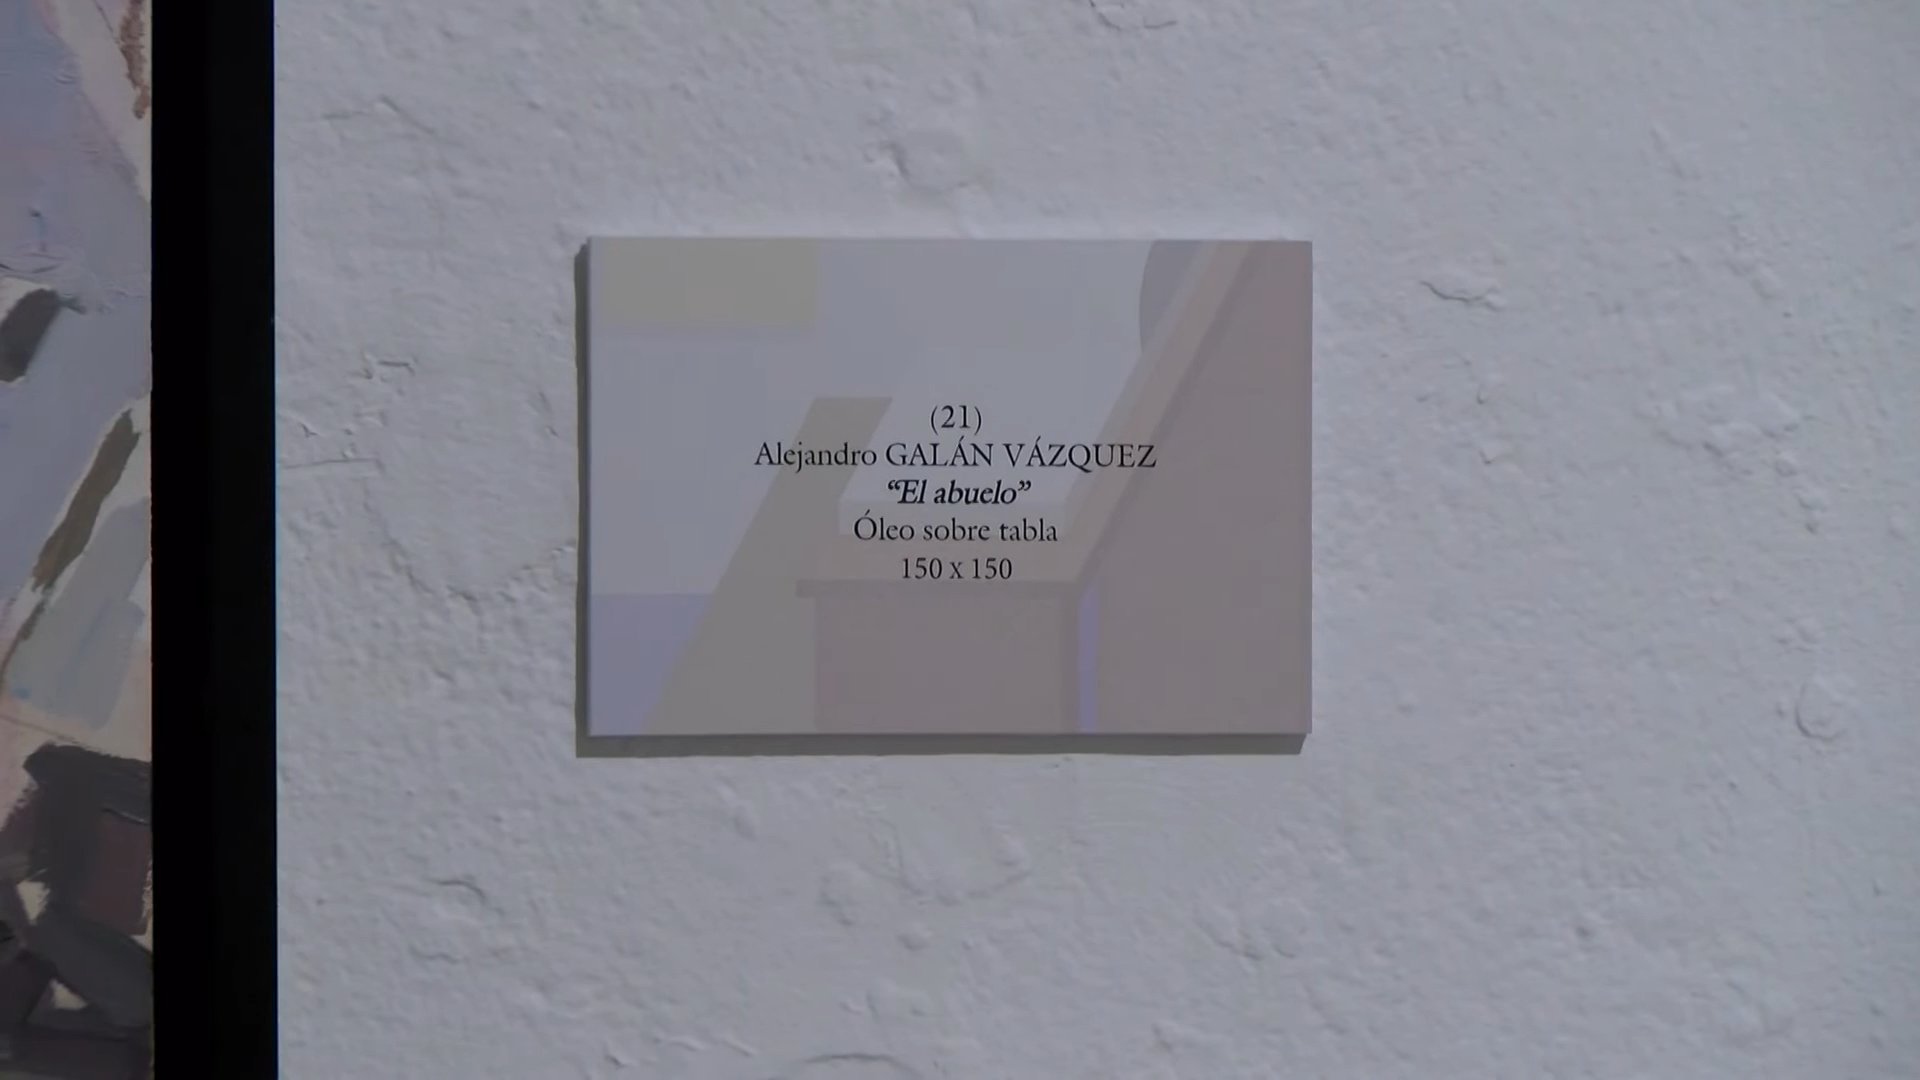 (21)
Alejandro GALÁN VÁZQUEZ
“El abuelo”
Óleo sobre tabla
150 x 150